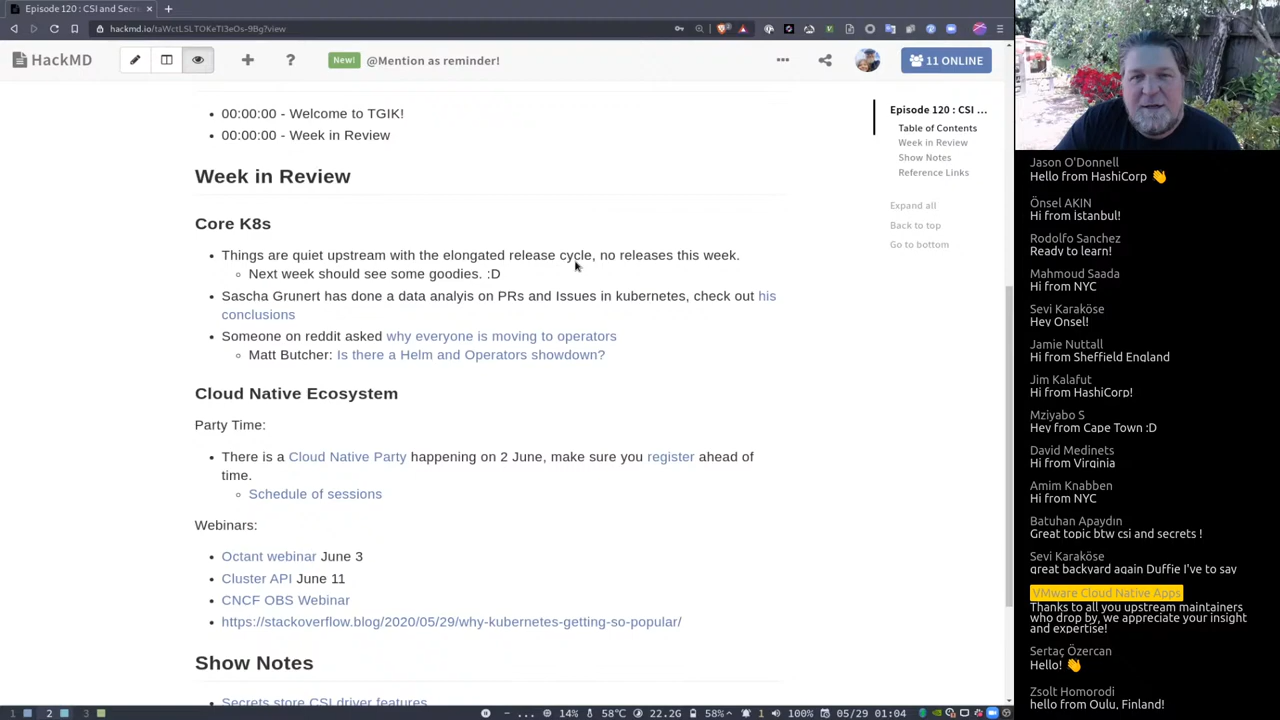 Episode 120 : CSI and Secre
hackmd.io/taWctLSLTOKeTI3eOs-9Bg?view
HackMD
New! @Mention as reminder!
11 ONLINE
00:00:00 - Welcome to TGIK!
00:00:00 - Week in Review
Week in Review
Core K8s
Things are quiet upstream with the elongated release cycle, no releases this week.
Next week should see some goodies. :D
Sascha Grunert has done a data analyis on PRs and Issues in kubernetes, check out his
conclusions
Someone on reddit asked why everyone is moving to operators
Matt Butcher: Is there a Helm and Operators showdown?
Cloud Native Ecosystem
Party Time:
There is a Cloud Native Party happening on 2 June, make sure you register ahead of
time.
Schedule of sessions
Webinars:
Octant webinar June 3
Cluster API June 11
CNCF OBS Webinar
https://stackoverflow.blog/2020/05/29/why-kubernetes-getting-so-popular/
Show Notes
Secrets store CSI driver features
Episode 120 : CSI ...
Table of Contents
Week in Review
Show Notes
Reference Links
Expand all
Back to top
Go to bottom
Jason O'Donnell
Hello from HashiCorp 👋
Önsel AKIN
Hi from İstanbul!
Rodolfo Sanchez
Ready to learn!
Mahmoud Saada
Hi from NYC
Sevi Karaköse
Hey Onsel!
Jamie Nuttall
Hi from Sheffield England
Jim Kalafut
Hi from HashiCorp!
Mziyabo S
Hey from Cape Town :D
David Medinets
Hi from Virginia
Amim Knabben
Hi from NYC
Batuhan Apaydın
Great topic btw csi and secrets !
Sevi Karaköse
great backyard again Duffie I've to say
VMware Cloud Native Apps
Thanks to all you upstream maintainers
who drop by, we appreciate your insight
and expertise!
Sertaç Özercan
Hello! 👋
Zsolt Homorodi
hello from Oulu, Finland!
1 2 3
14% 58°C 22.2G 58% 1 100% 05/29 01:04